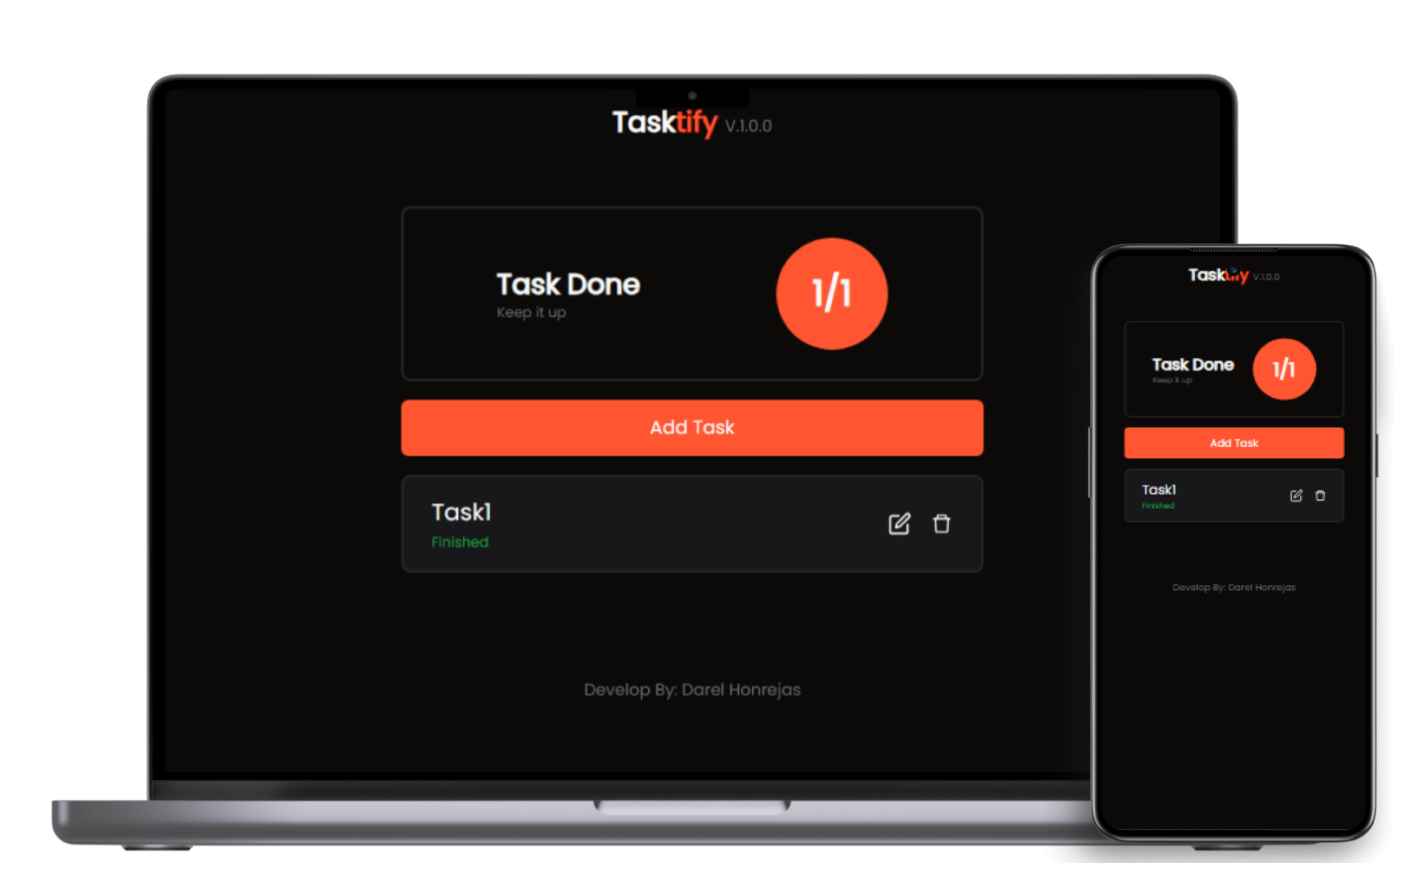 Tasktify V.1.0.0
Task Done
Keep it up
1/1
Add Task
Task1
Finished
Develop By: Darel Honrejas
V.1.0.0
Task Done
Keep it up
1/1
Add Task
Task1
Finished
Develop By: Darel Honrejas